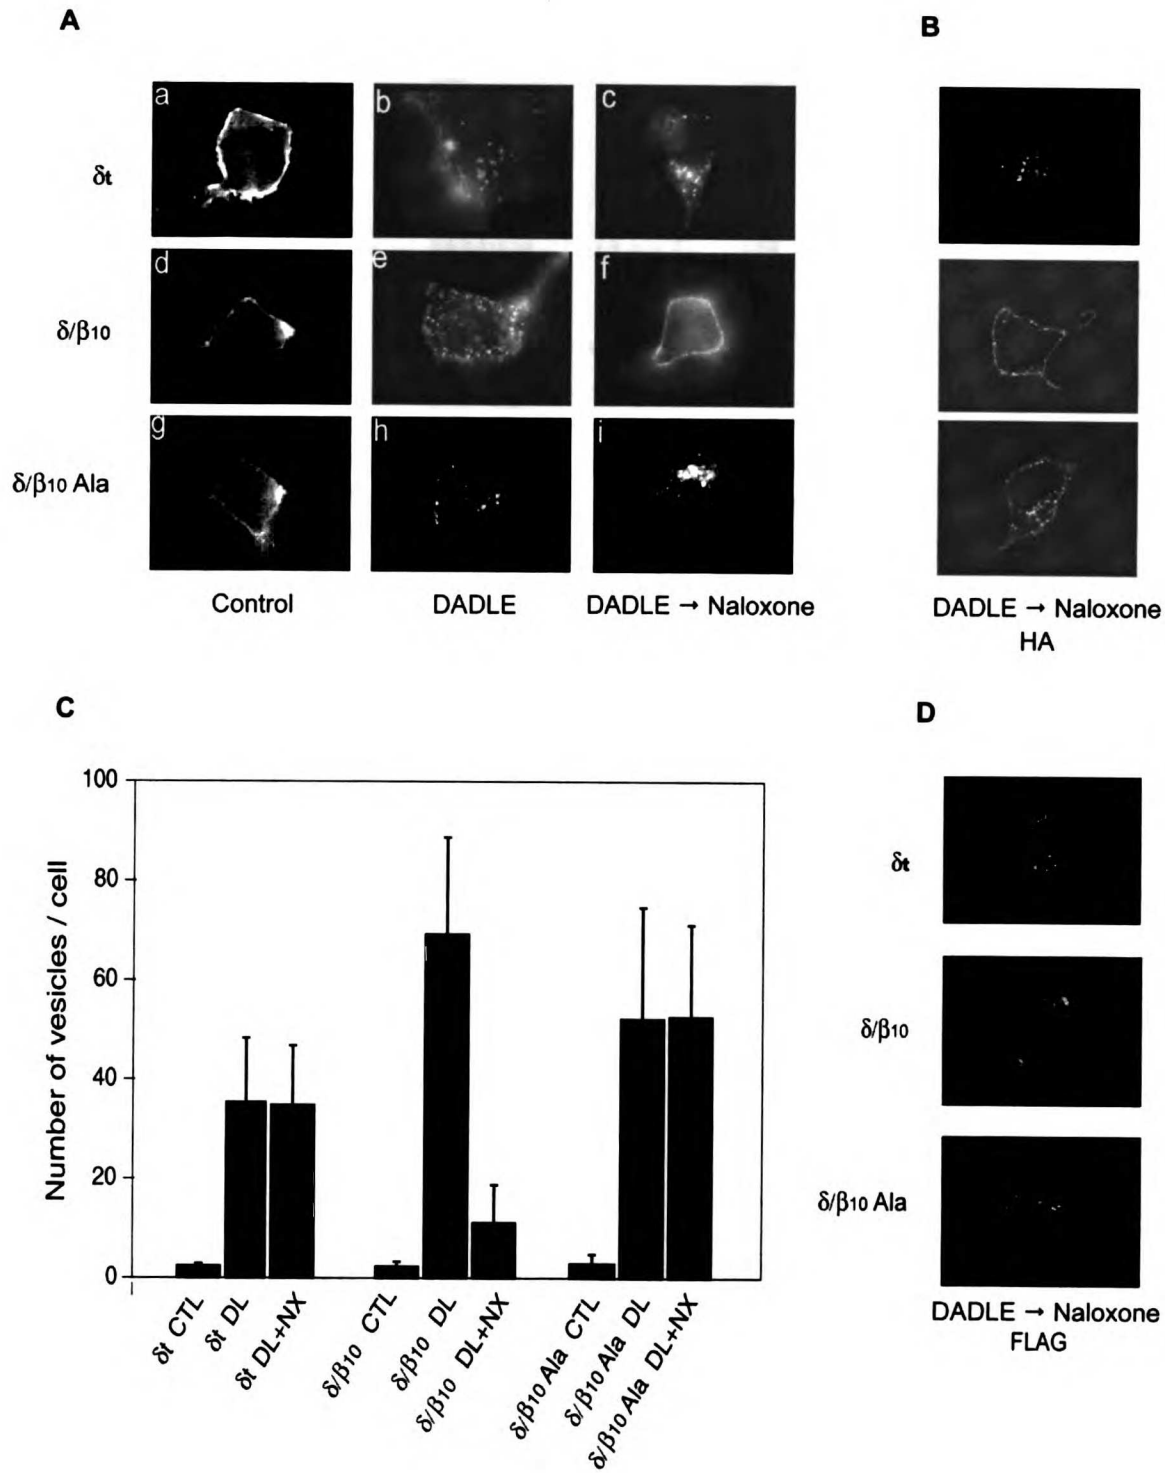 A
B
a
b
c
δt
d
e
f
δ/β10
g
h
i
δ/β10 Ala
Control
DADLE
DADLE → Naloxone
DADLE → Naloxone
HA
C
D
100
80
60
40
20
0
Number of vesicles / cell
δt CTL
δt DL
δt DL+NX
δ/β10 CTL
δ/β10 DL
δ/β10 DL+NX
δ/β10 Ala CTL
δ/β10 Ala DL
δ/β10 Ala DL+NX
δt
δ/β10
δ/β10 Ala
DADLE → Naloxone
FLAG